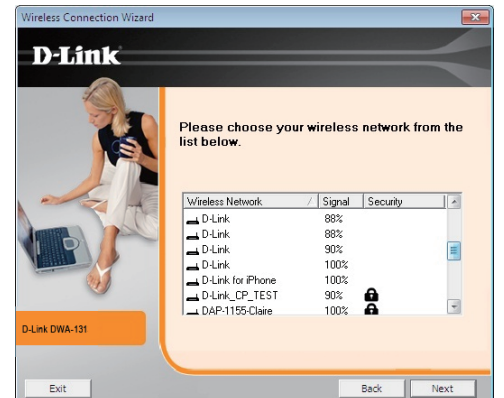 Wireless Connection Wizard
D-Link
Please choose your wireless network from the
list below.
Wireless Network / Signal Security
D-Link 88%
D-Link 88%
D-Link 90%
D-Link 100%
D-Link for iPhone 100%
D-Link_CP_TEST 90%
DAP-1155-Claire 100%
D-Link DWA-131
Exit Back Next